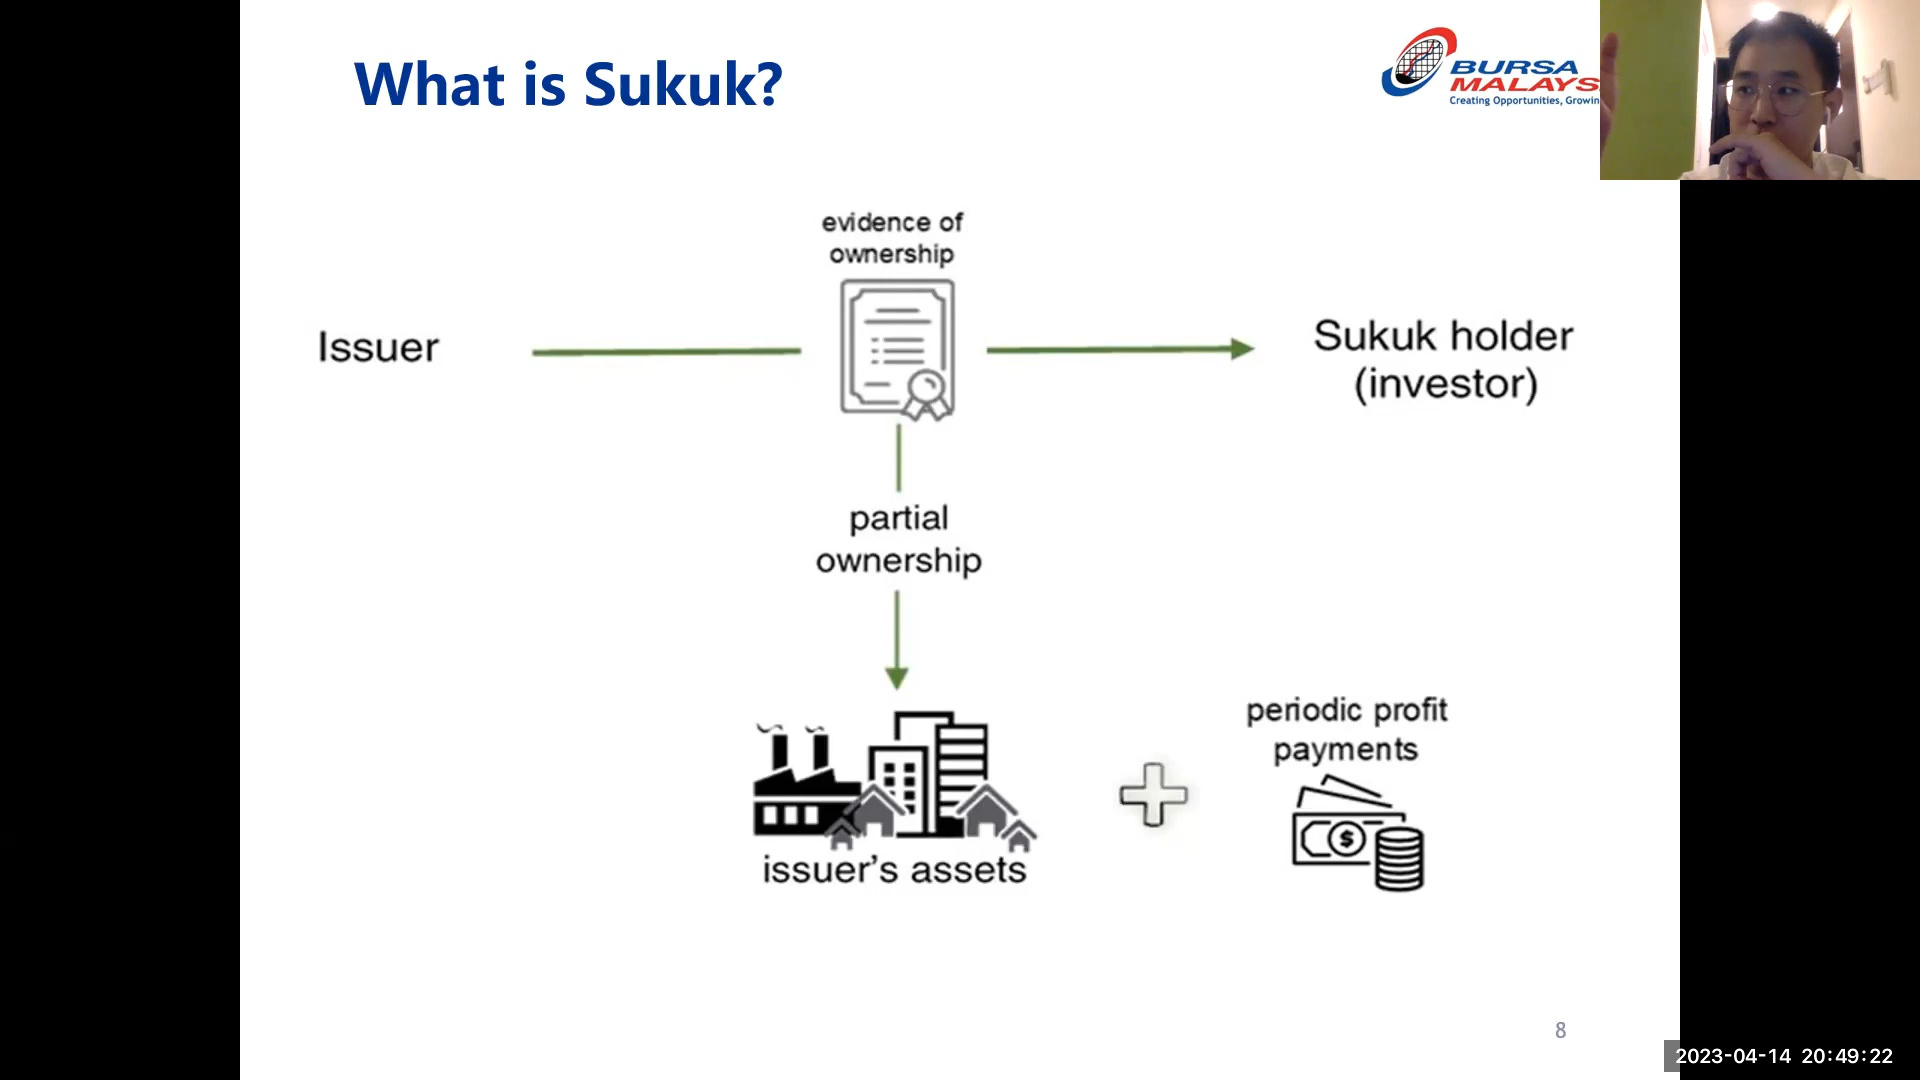 What is Sukuk?
BURSA
MALAYS
Creating Opportunities, Growin
evidence of
ownership
Issuer
Sukuk holder
(investor)
partial
ownership
periodic profit
payments
$
issuer's assets
8
2023-04-14 20:49:22